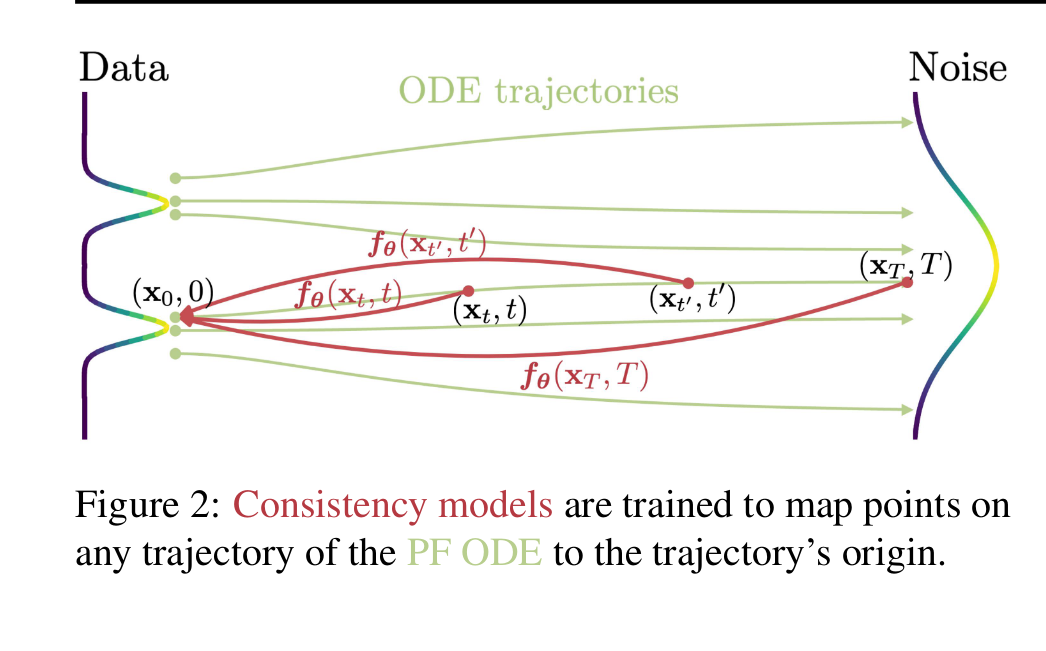 Data
Noise
ODE trajectories
𝒇_θ(𝐱_{t′}, t′)
(𝐱_T, T)
(𝐱_0, 0)
𝒇_θ(𝐱_t, t)
(𝐱_t, t)
(𝐱_{t′}, t′)
𝒇_θ(𝐱_T, T)
Figure 2: Consistency models are trained to map points on
any trajectory of the PF ODE to the trajectory’s origin.